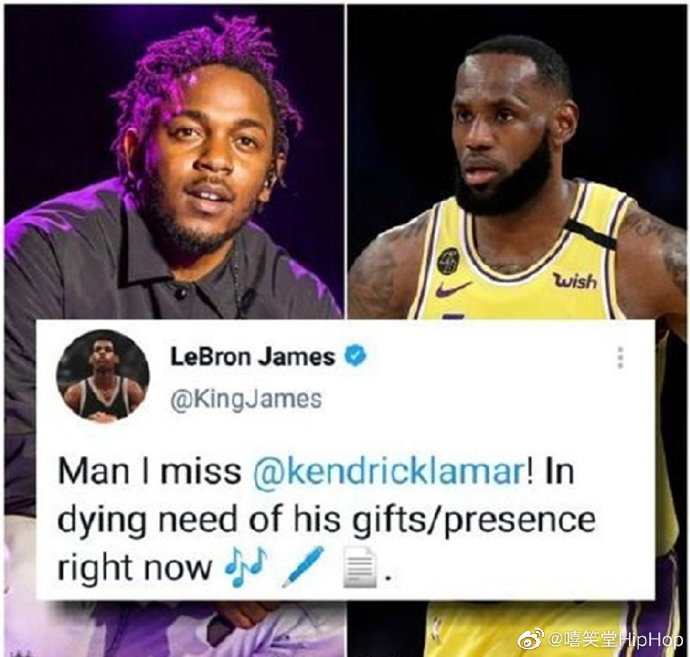 wish
LeBron James
@KingJames
Man I miss @kendricklamar! In
dying need of his gifts/presence
right now 🎶 🖊️ 📄.
@嘻笑堂HipHop